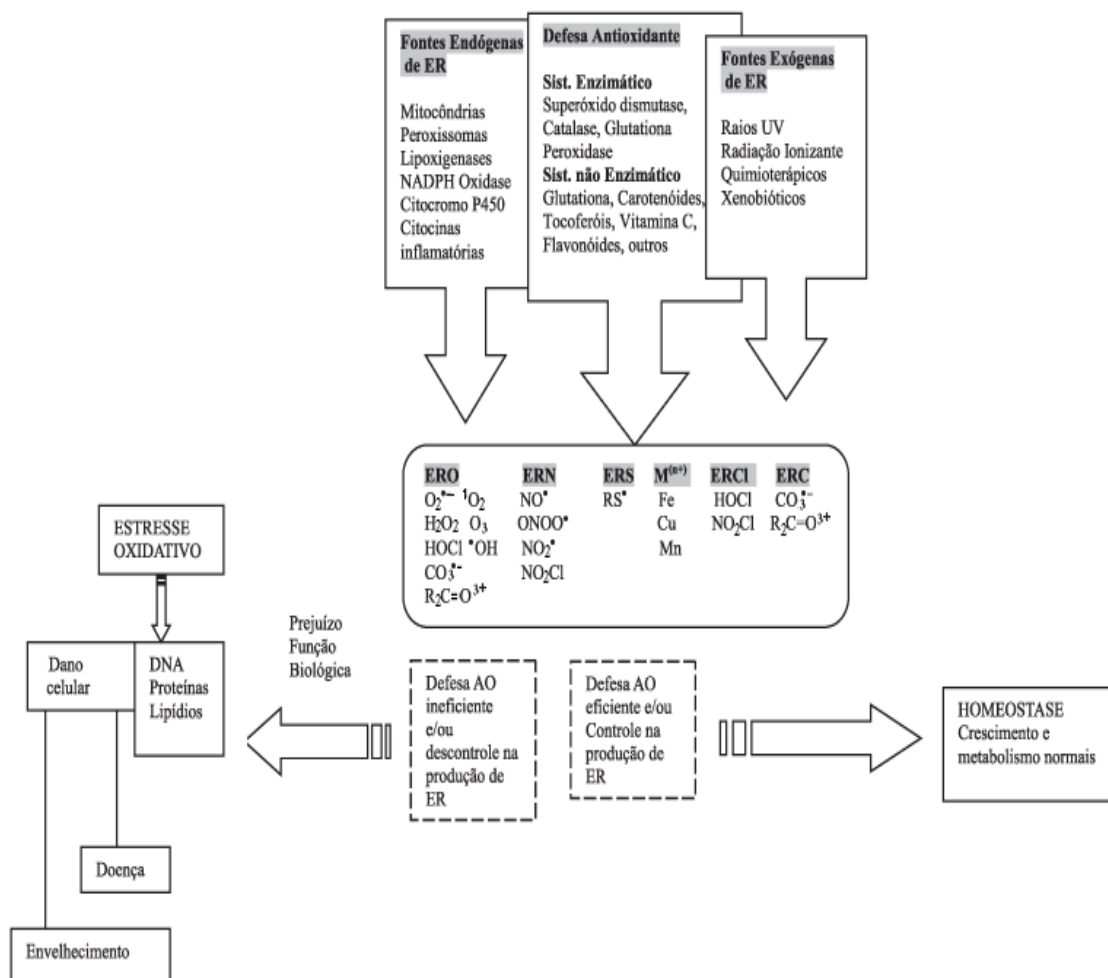 Fontes Endógenas
de ER
Mitocôndrias
Peroxissomas
Lipoxigenases
NADPH Oxidase
Citocromo P450
Citocinas
inflamatórias
Defesa Antioxidante
Sist. Enzimático
Superóxido dismutase,
Catalase, Glutationa
Peroxidase
Sist. não Enzimático
Glutationa, Carotenóides,
Tocoferóis, Vitamina C,
Flavonóides, outros
Fontes Exógenas
de ER
Raios UV
Radiação Ionizante
Quimioterápicos
Xenobióticos
ERO
O₂•− ¹O₂
H₂O₂ O₃
HOCl •OH
CO₃•−
R₂C=O³⁺
ERN
NO•
ONOO•
NO₂•
NO₂Cl
ERS
RS•
M⁽ⁿ⁺⁾
Fe
Cu
Mn
ERCl
HOCl
NO₂Cl
ERC
CO₃•−
R₂C=O³⁺
ESTRESSE
OXIDATIVO
Dano
celular
DNA
Proteínas
Lipídios
Prejuízo
Função
Biológica
Defesa AO
ineficiente
e/ou
descontrole na
produção de
ER
Defesa AO
eficiente e/ou
Controle na
produção de
ER
HOMEOSTASE
Crescimento e
metabolismo normais
Doença
Envelhecimento